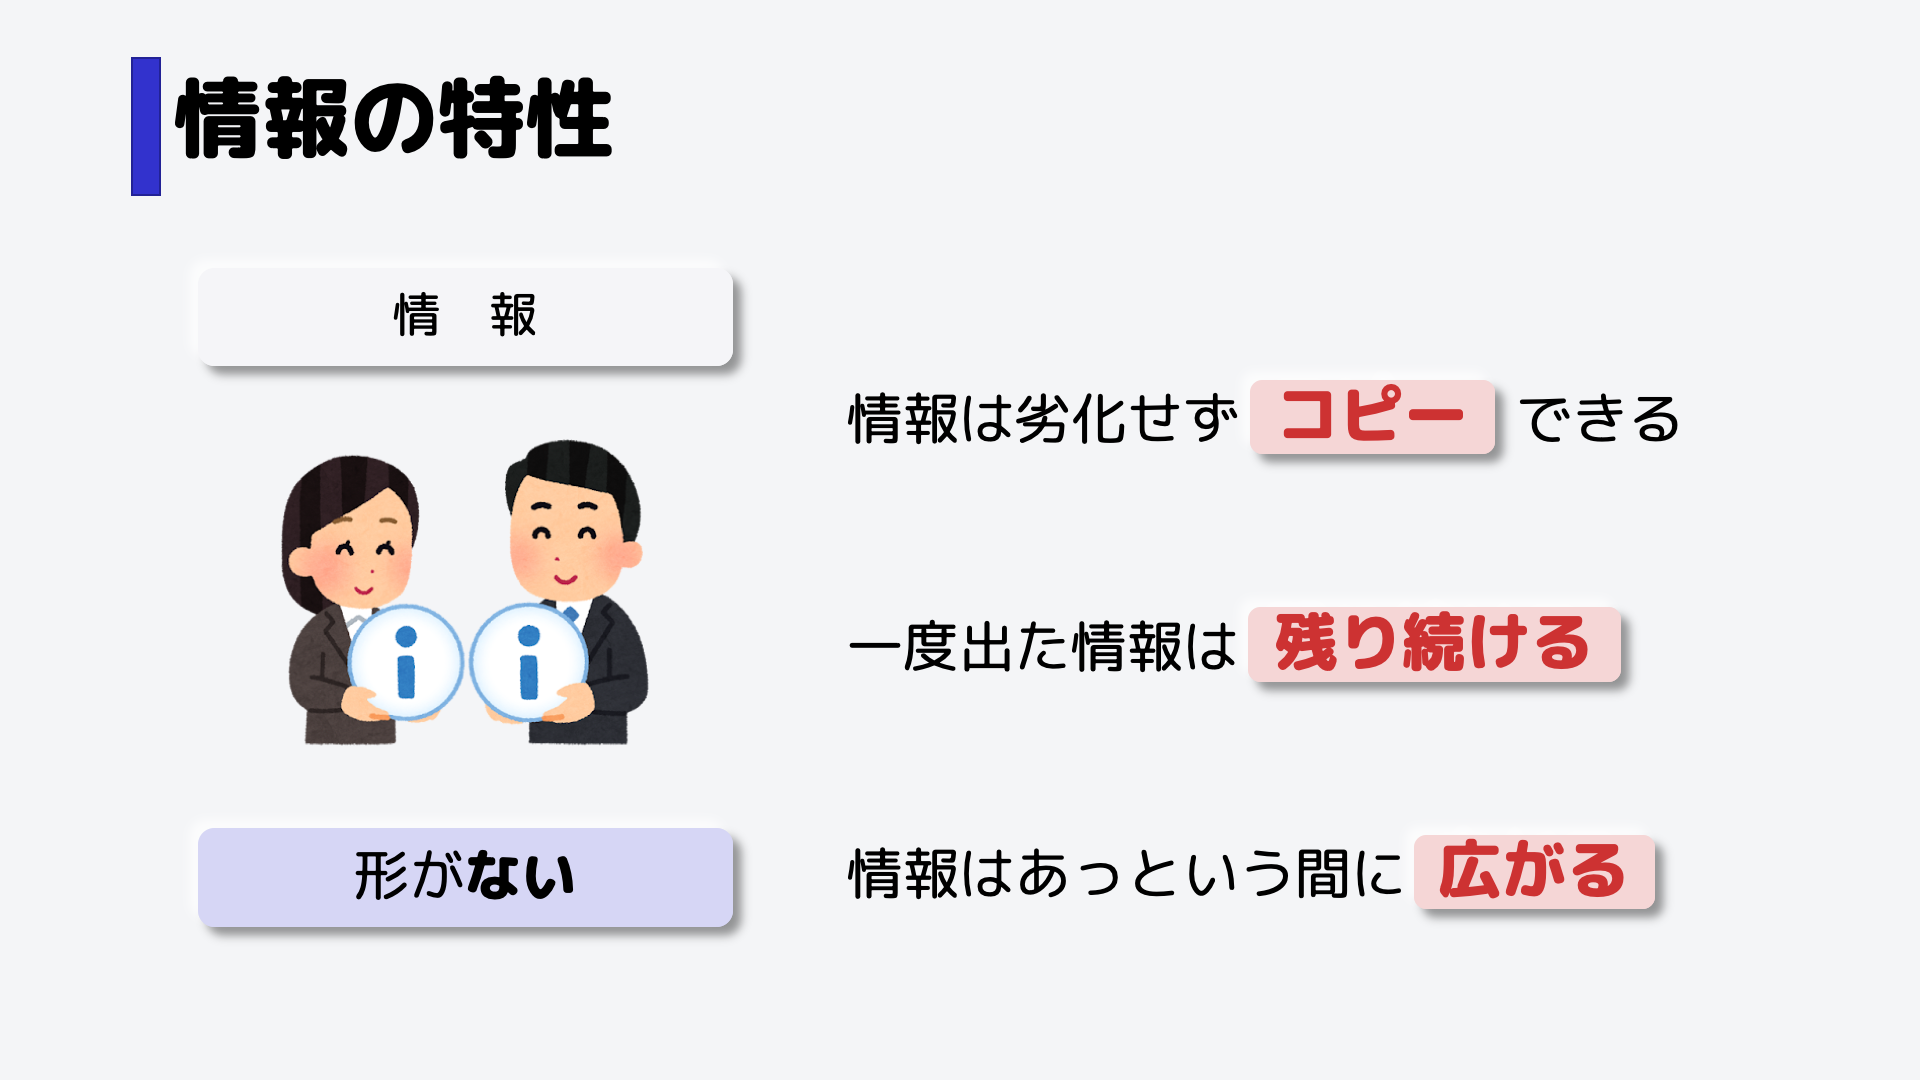 情報の特性
情　報
情報は劣化せず コピー できる
一度出た情報は 残り続ける
形がない
情報はあっという間に 広がる